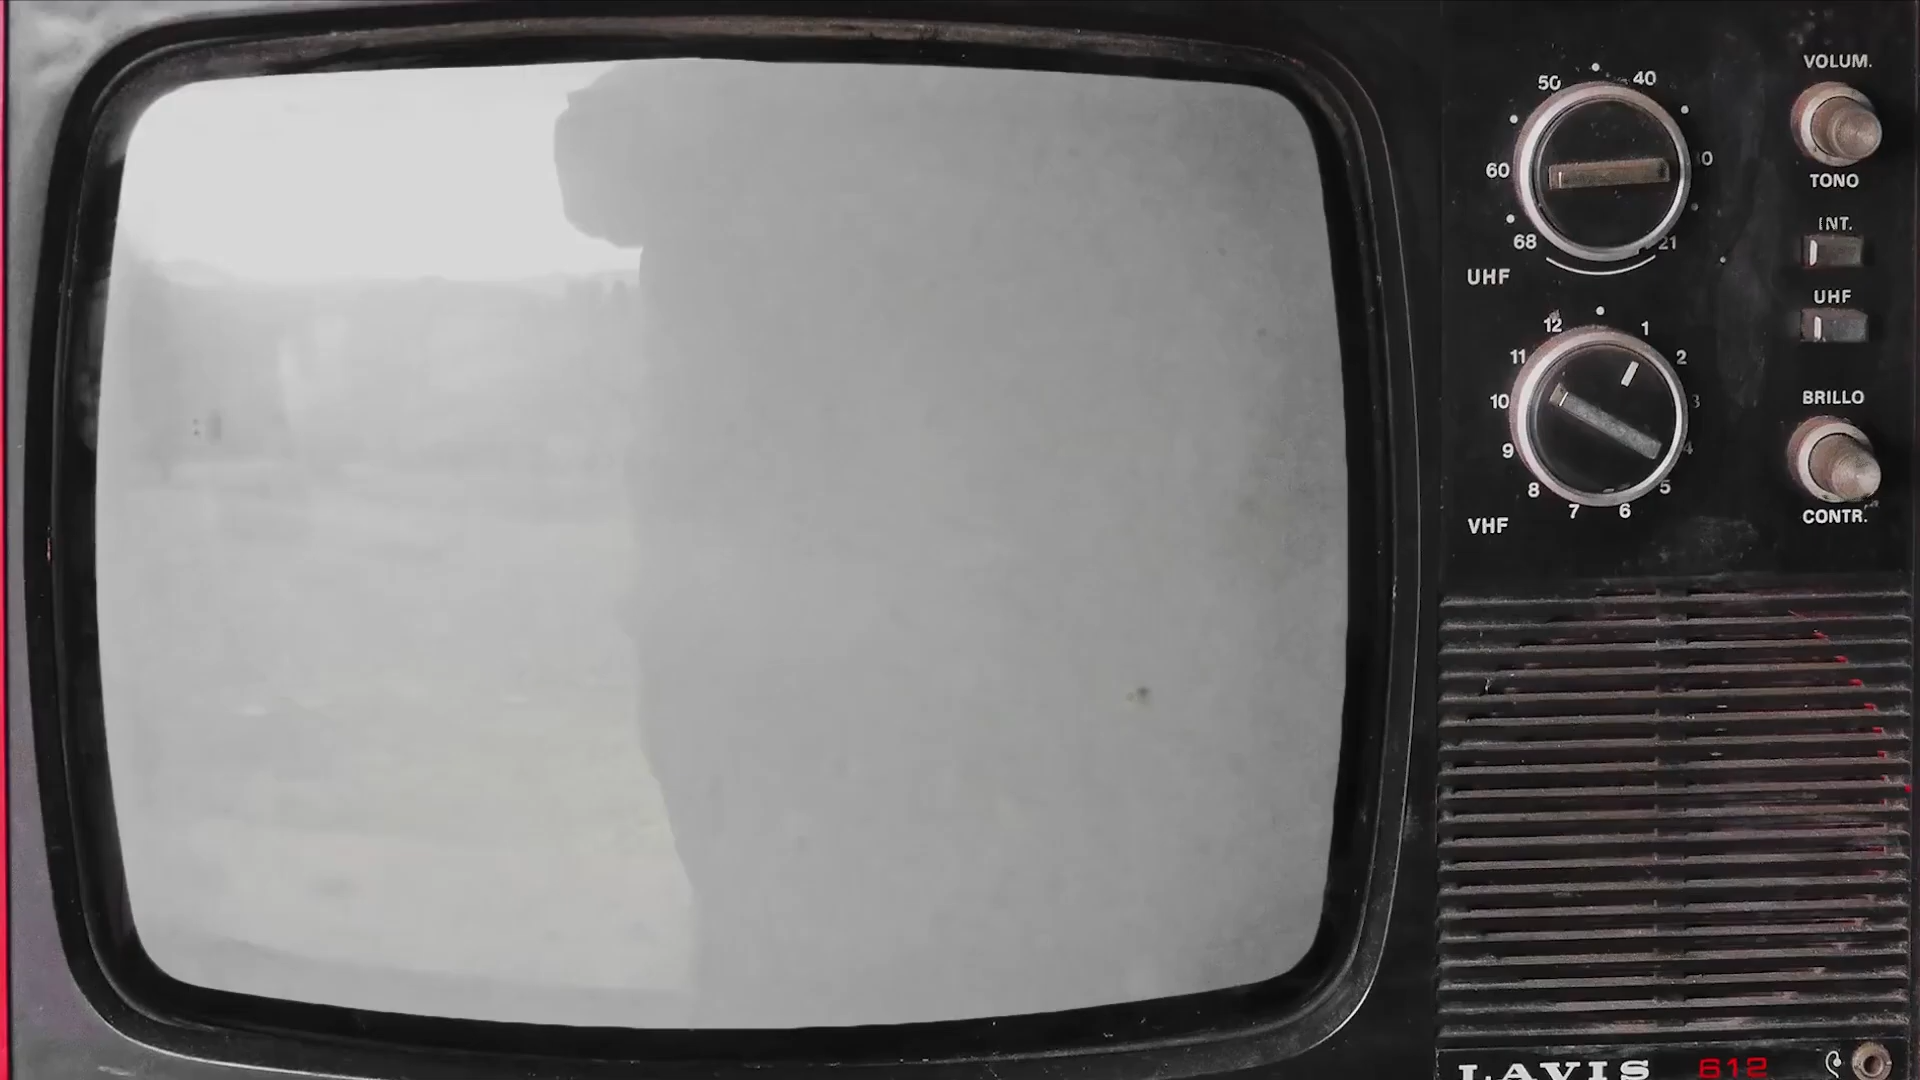 VOLUM.
50 40
60 0
TONO
INT.
68 21
UHF
UHF
12 1
11 2
10 3
BRILLO
9 4
8 5
7 6
VHF
CONTR.
LAVIS 612